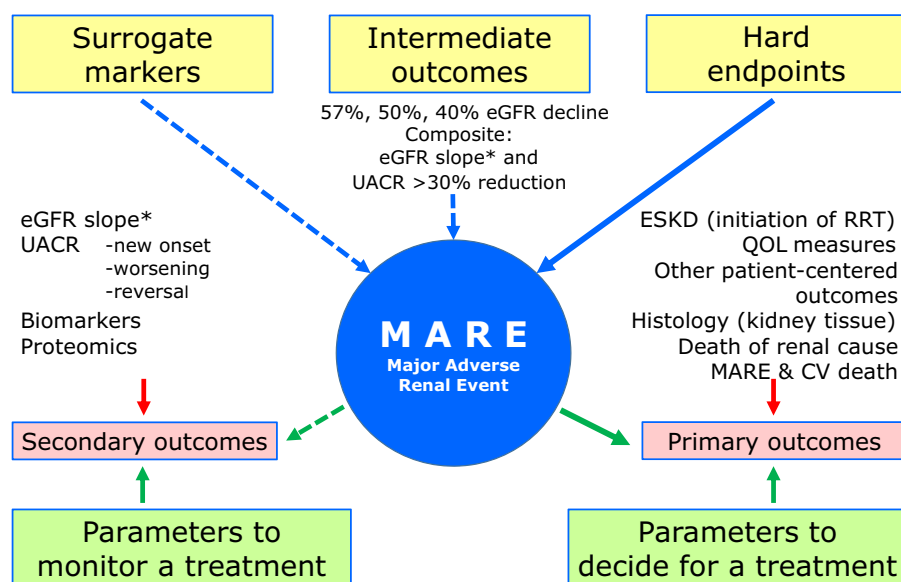 Surrogate
markers
Intermediate
outcomes
Hard
endpoints
57%, 50%, 40% eGFR decline
Composite:
eGFR slope* and
UACR >30% reduction
eGFR slope*
UACR -new onset
-worsening
-reversal
Biomarkers
Proteomics
M A R E
Major Adverse
Renal Event
ESKD (initiation of RRT)
QOL measures
Other patient-centered
outcomes
Histology (kidney tissue)
Death of renal cause
MARE & CV death
Secondary outcomes
Primary outcomes
Parameters to
monitor a treatment
Parameters to
decide for a treatment